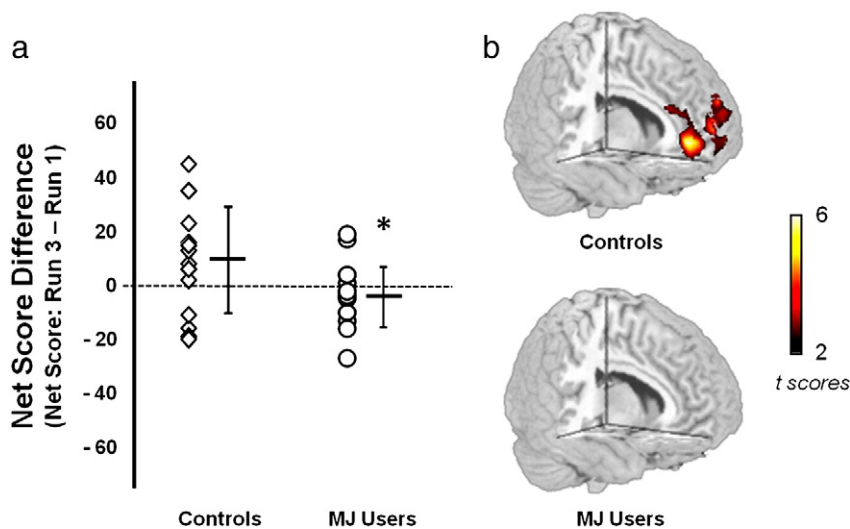 a
Net Score Difference
(Net Score: Run 3 – Run 1)
60
40
20
0
- 20
- 40
- 60
*
Controls
MJ Users
b
Controls
MJ Users
6
2
t scores